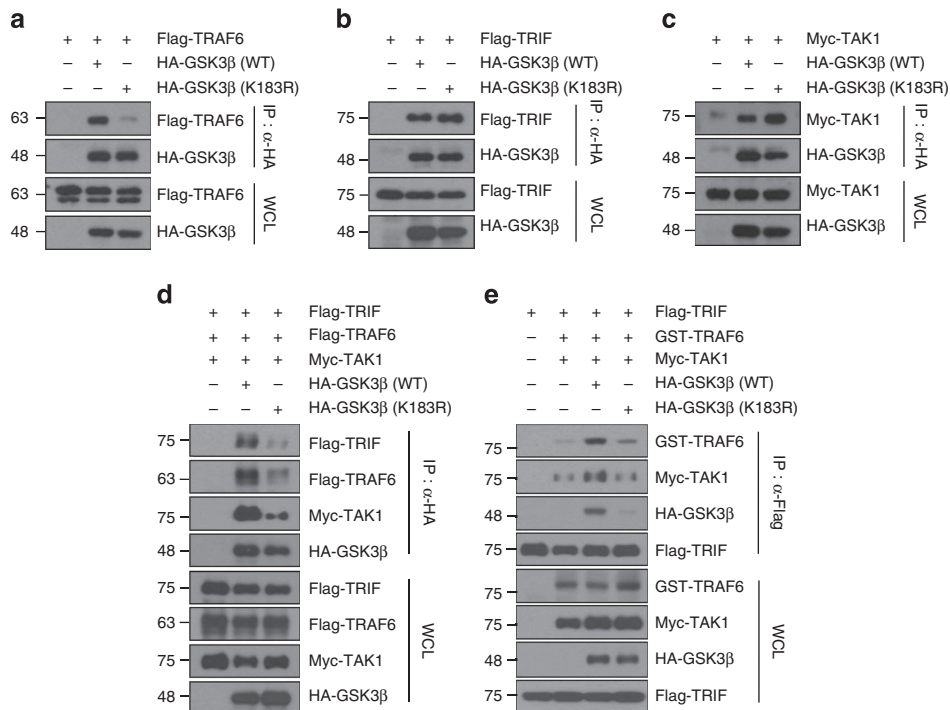 a
+ + + Flag-TRAF6
– + – HA-GSK3β (WT)
– – + HA-GSK3β (K183R)
63 Flag-TRAF6
48 HA-GSK3β
IP : α-HA
63 Flag-TRAF6
48 HA-GSK3β
WCL
b
+ + + Flag-TRIF
– + – HA-GSK3β (WT)
– – + HA-GSK3β (K183R)
75 Flag-TRIF
48 HA-GSK3β
IP : α-HA
75 Flag-TRIF
48 HA-GSK3β
WCL
c
+ + + Myc-TAK1
– + – HA-GSK3β (WT)
– – + HA-GSK3β (K183R)
75 Myc-TAK1
48 HA-GSK3β
IP : α-HA
75 Myc-TAK1
48 HA-GSK3β
WCL
d
+ + + Flag-TRIF
+ + + Flag-TRAF6
+ + + Myc-TAK1
– + – HA-GSK3β (WT)
– – + HA-GSK3β (K183R)
75 Flag-TRIF
63 Flag-TRAF6
75 Myc-TAK1
48 HA-GSK3β
IP : α-HA
75 Flag-TRIF
63 Flag-TRAF6
75 Myc-TAK1
48 HA-GSK3β
WCL
e
+ + + + Flag-TRIF
– + + + GST-TRAF6
– + + + Myc-TAK1
– – + – HA-GSK3β (WT)
– – – + HA-GSK3β (K183R)
75 GST-TRAF6
75 Myc-TAK1
48 HA-GSK3β
75 Flag-TRIF
IP : α-Flag
75 GST-TRAF6
75 Myc-TAK1
48 HA-GSK3β
75 Flag-TRIF
WCL